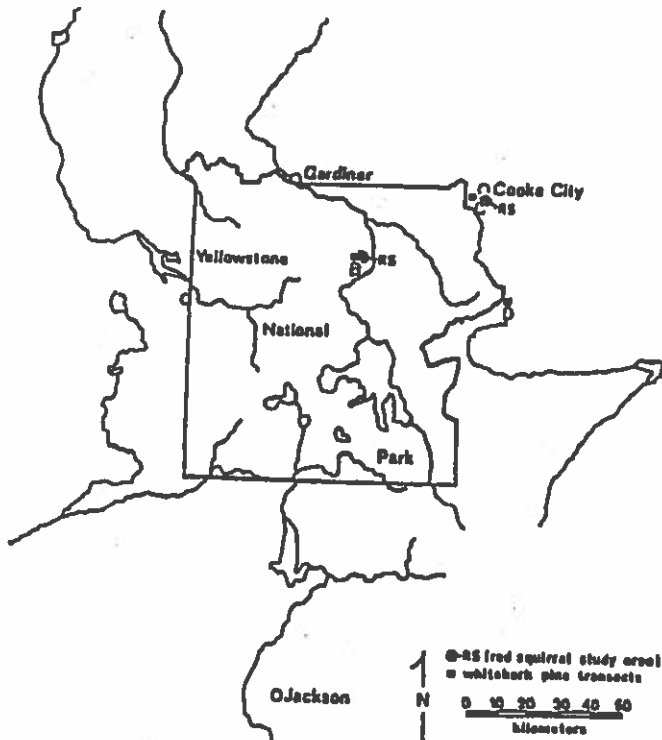 Gardiner
Cooke City
RS
Yellowstone
RS
National
Park
RS (red squirrel study area)
whitebark pine transects
N
0 10 20 30 40 50
kilometers
OJackson